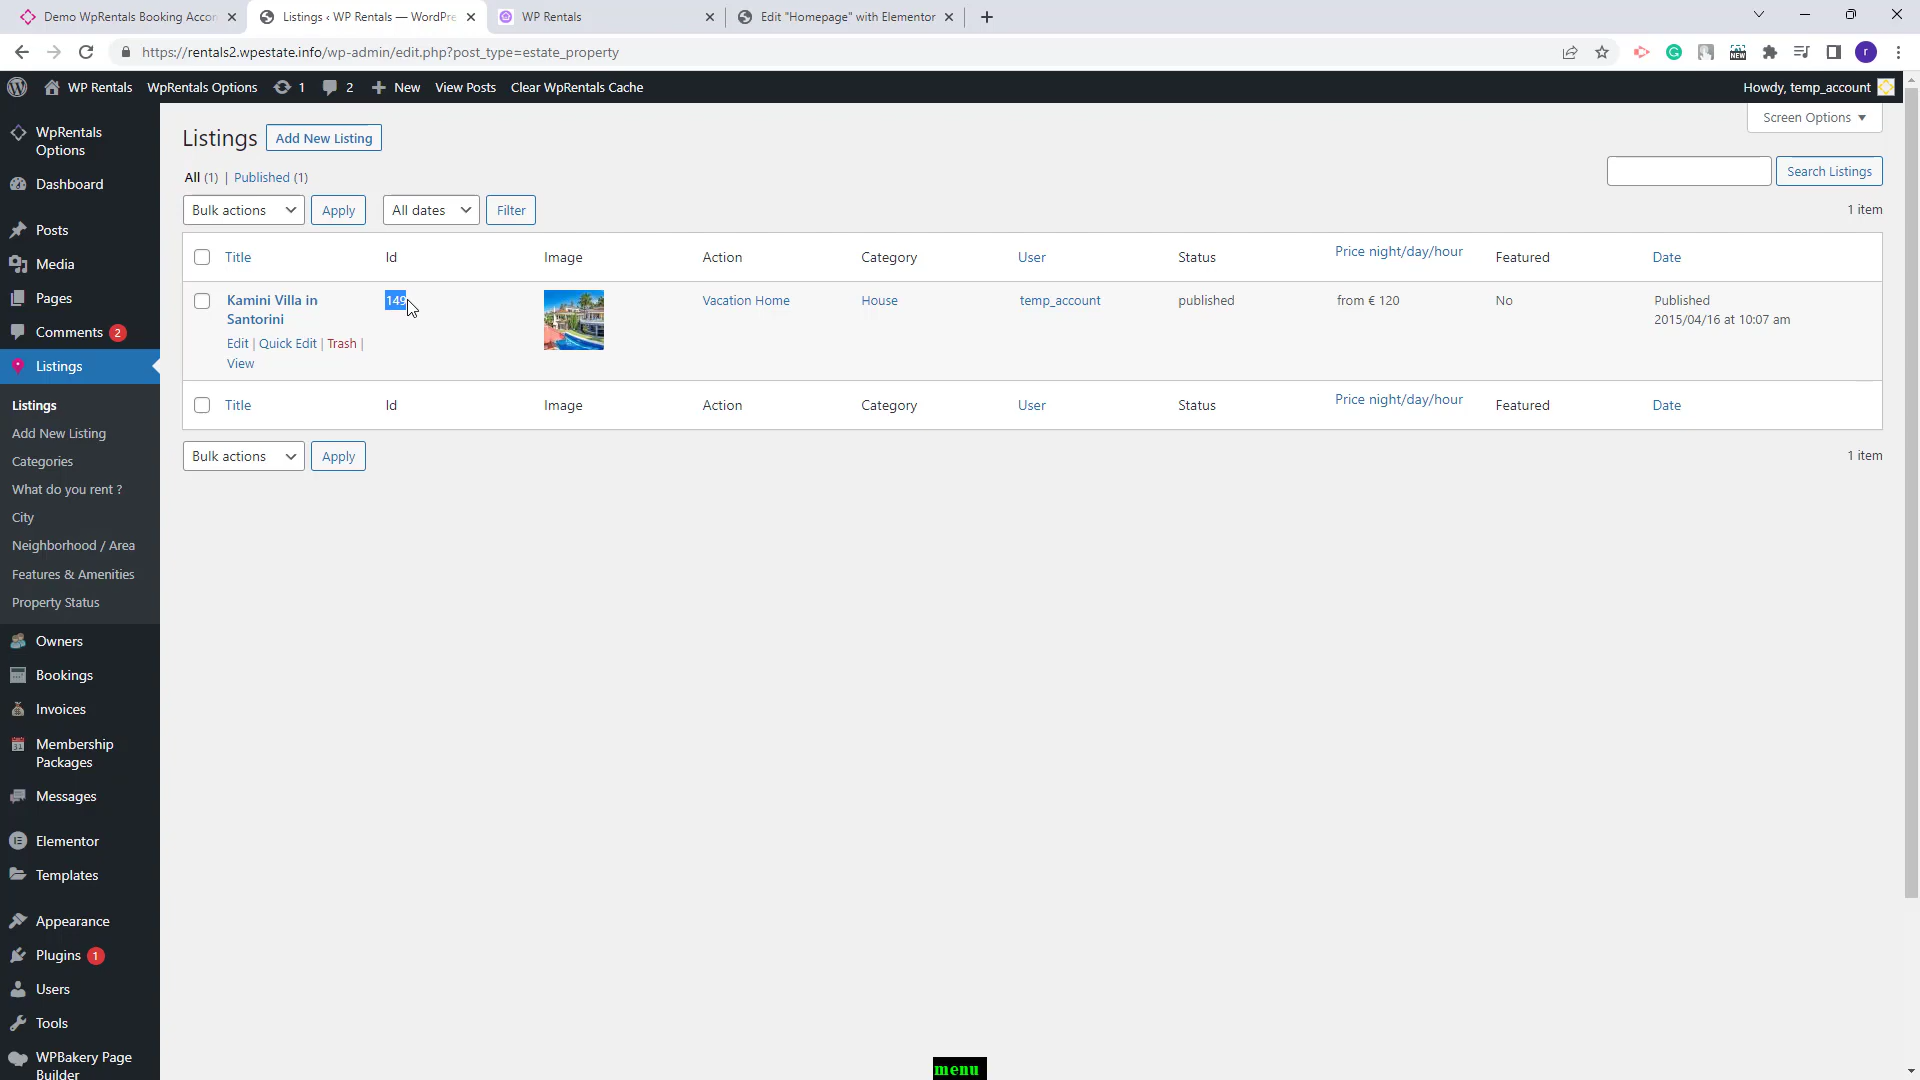 Demo WpRentals Booking Accon
Listings ‹ WP Rentals — WordPre
WP Rentals
Edit "Homepage" with Elementor
https://rentals2.wpestate.info/wp-admin/edit.php?post_type=estate_property
NEW
r
WP Rentals
WpRentals Options
1
2
New
View Posts
Clear WpRentals Cache
Howdy, temp_account
WpRentals
Options
Dashboard
Posts
Media
Pages
Comments 2
Listings
Listings
Add New Listing
Categories
What do you rent ?
City
Neighborhood / Area
Features & Amenities
Property Status
Owners
Bookings
Invoices
Membership
Packages
Messages
Elementor
Templates
Appearance
Plugins 1
Users
Tools
WPBakery Page
Builder
Screen Options
Listings
Add New Listing
All (1) | Published (1)
Search Listings
Bulk actions
Apply
All dates
Filter
1 item
Title
Id
Image
Action
Category
User
Status
Price night/day/hour
Featured
Date
Kamini Villa in
Santorini
Edit | Quick Edit | Trash |
View
149
Vacation Home
House
temp_account
published
from € 120
No
Published
2015/04/16 at 10:07 am
Title
Id
Image
Action
Category
User
Status
Price night/day/hour
Featured
Date
Bulk actions
Apply
1 item
menu